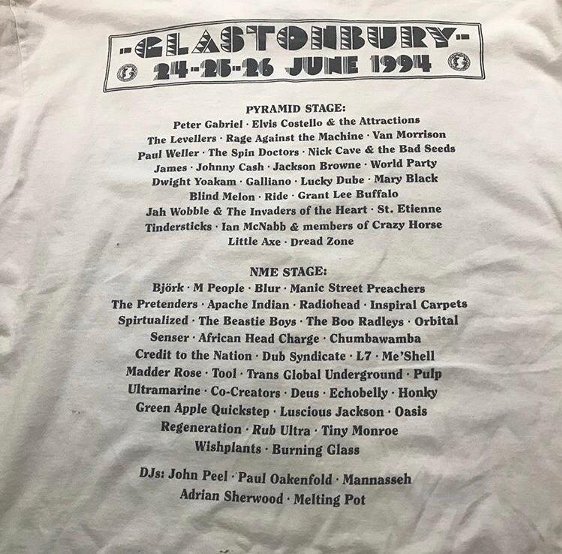 -GLASTONBURY-
24-25-26 JUNE 1994
PYRAMID STAGE:
Peter Gabriel · Elvis Costello & the Attractions
The Levellers · Rage Against the Machine · Van Morrison
Paul Weller · The Spin Doctors · Nick Cave & the Bad Seeds
James · Johnny Cash · Jackson Browne · World Party
Dwight Yoakam · Galliano · Lucky Dube · Mary Black
Blind Melon · Ride · Grant Lee Buffalo
Jah Wobble & The Invaders of the Heart · St. Etienne
Tindersticks · Ian McNabb & members of Crazy Horse
Little Axe · Dread Zone
NME STAGE:
Björk · M People · Blur · Manic Street Preachers
The Pretenders · Apache Indian · Radiohead · Inspiral Carpets
Spirtualized · The Beastie Boys · The Boo Radleys · Orbital
Senser · African Head Charge · Chumbawamba
Credit to the Nation · Dub Syndicate · L7 · Me'Shell
Madder Rose · Tool · Trans Global Underground · Pulp
Ultramarine · Co-Creators · Deus · Echobelly · Honky
Green Apple Quickstep · Luscious Jackson · Oasis
Regeneration · Rub Ultra · Tiny Monroe
Wishplants · Burning Glass
DJs: John Peel · Paul Oakenfold · Mannasseh
Adrian Sherwood · Melting Pot